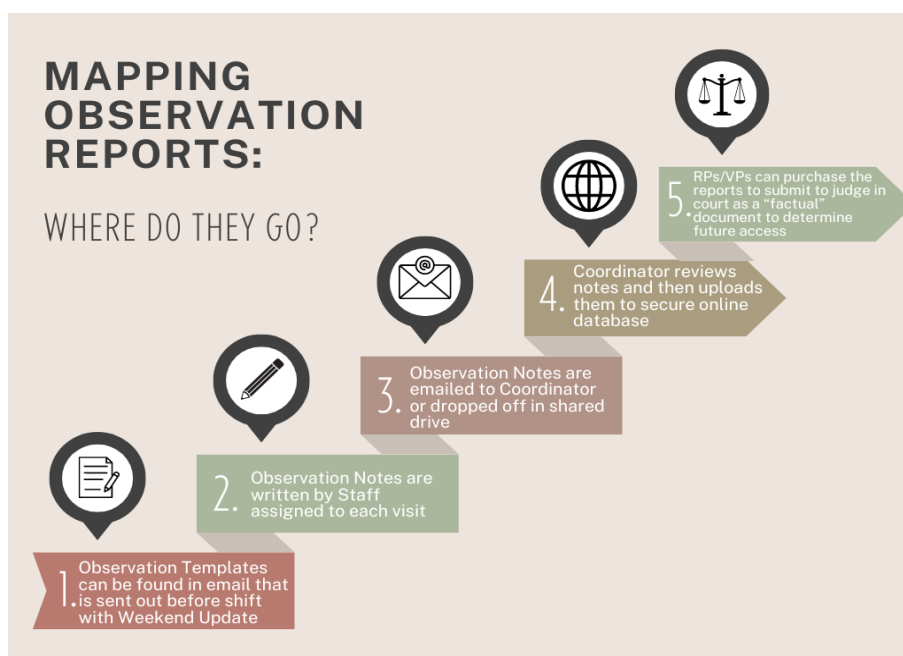 MAPPING
OBSERVATION
REPORTS:
WHERE DO THEY GO?
1.
Observation Templates
can be found in email that
is sent out before shift
with Weekend Update
2.
Observation Notes are
written by Staff
assigned to each visit
3.
Observation Notes are
emailed to Coordinator
or dropped off in shared
drive
@
4.
Coordinator reviews
notes and then uploads
them to secure online
database
5.
RPs/VPs can purchase the
reports to submit to judge in
court as a “factual”
document to determine
future access